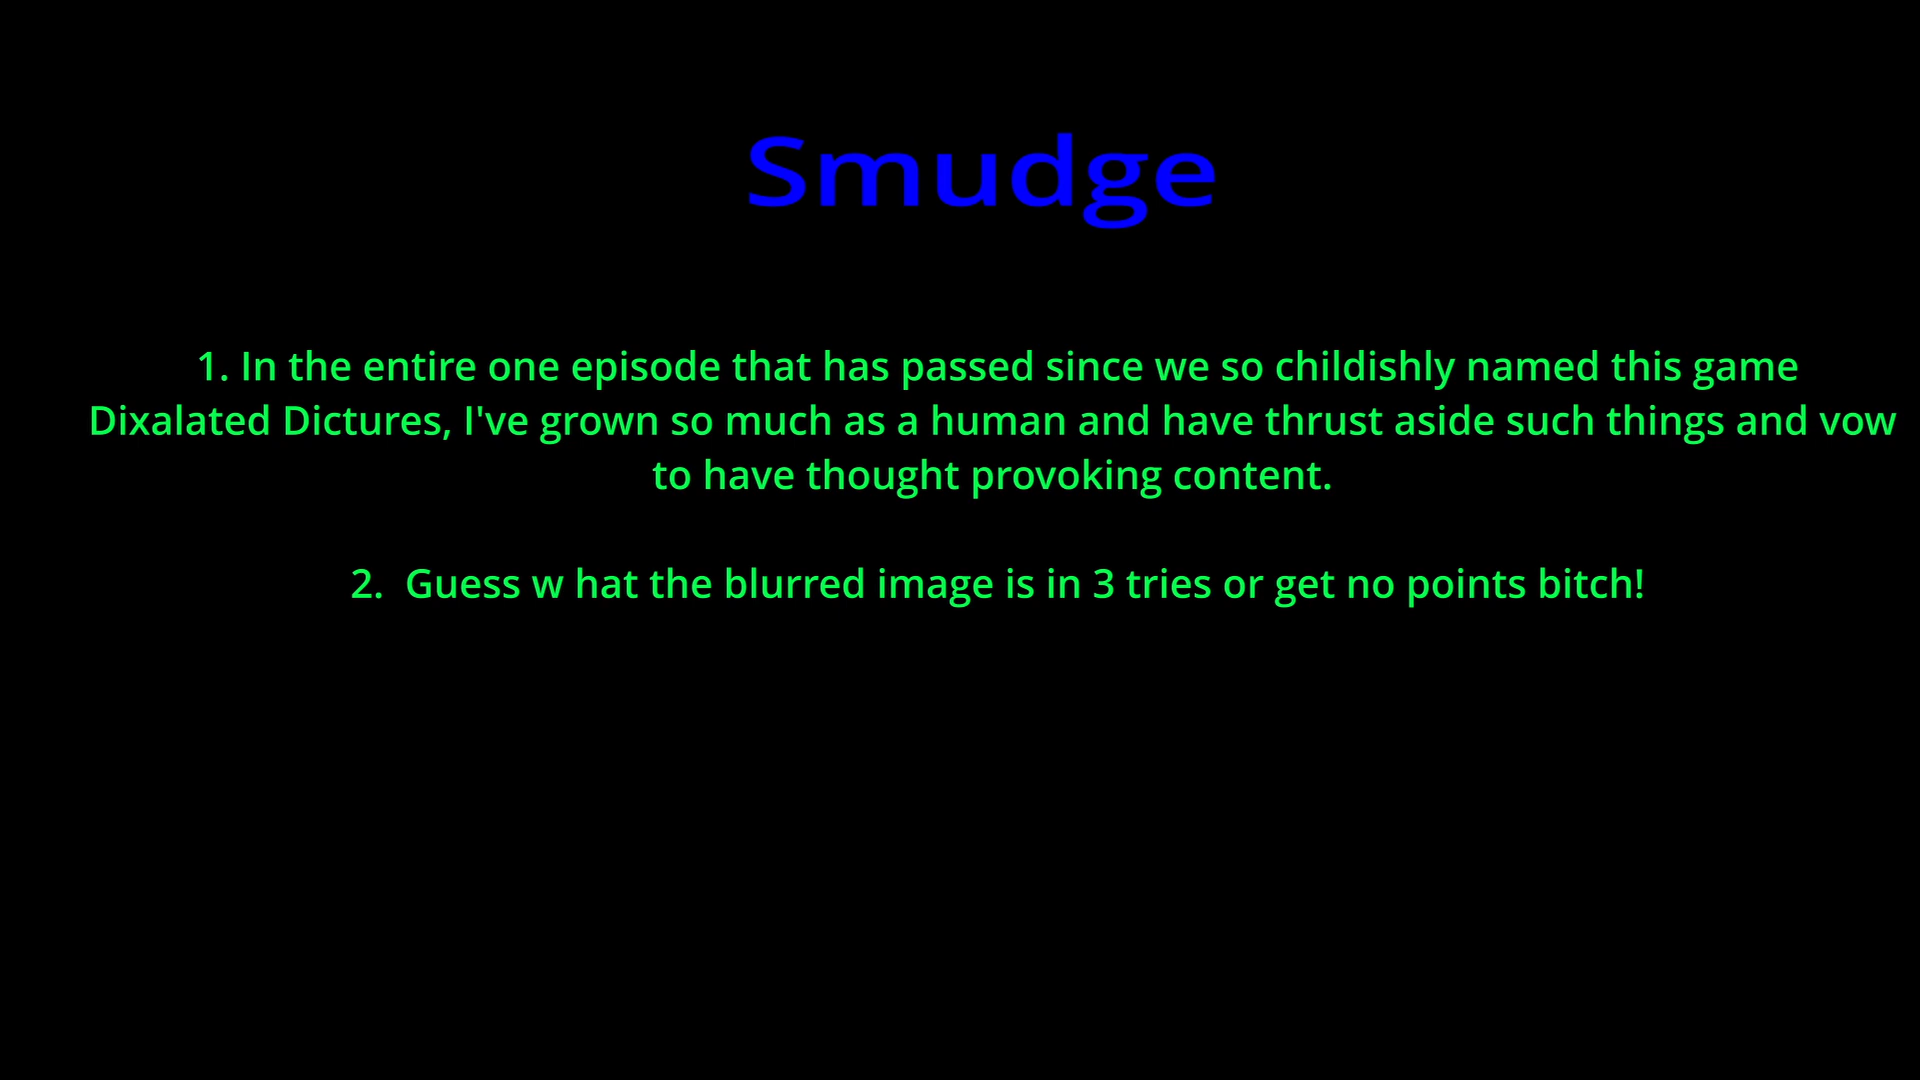 Smudge
1. In the entire one episode that has passed since we so childishly named this game
Dixalated Dictures, I've grown so much as a human and have thrust aside such things and vow
to have thought provoking content.
2.  Guess w hat the blurred image is in 3 tries or get no points bitch!